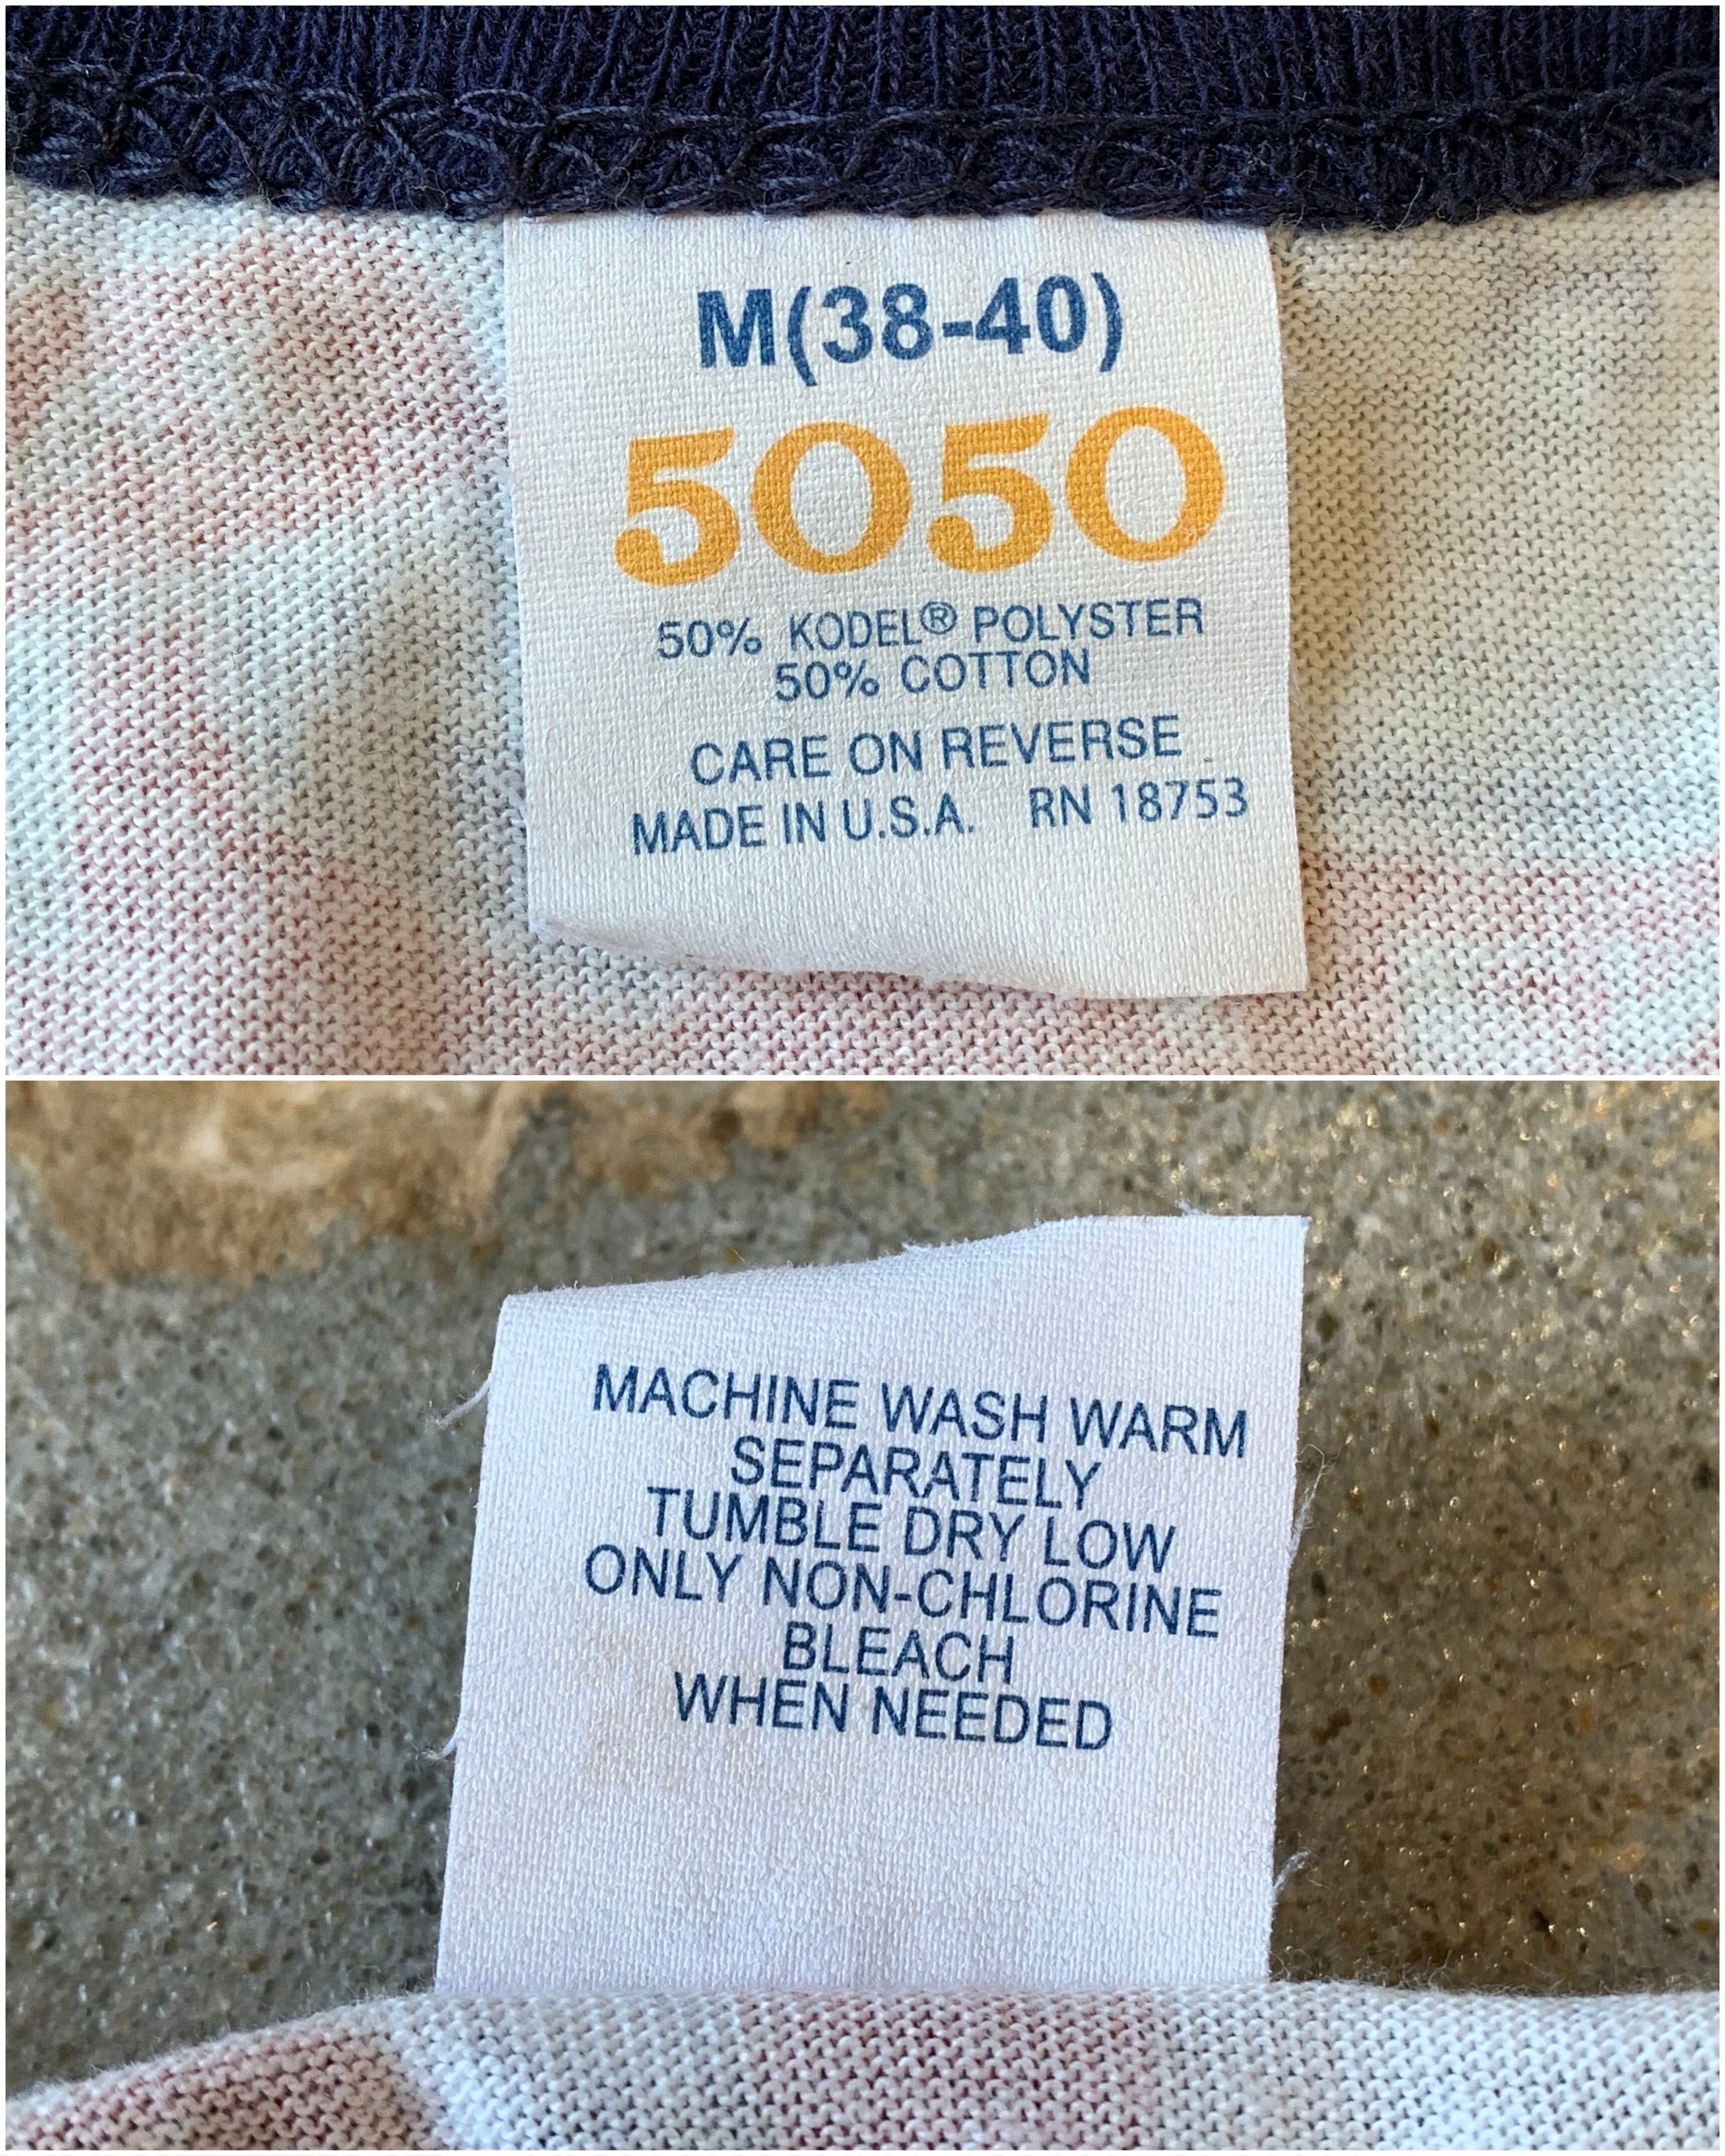 M(38-40)
5050
50% KODEL® POLYSTER
50% COTTON
CARE ON REVERSE
MADE IN U.S.A. RN 18753
MACHINE WASH WARM
SEPARATELY
TUMBLE DRY LOW
ONLY NON-CHLORINE
BLEACH
WHEN NEEDED